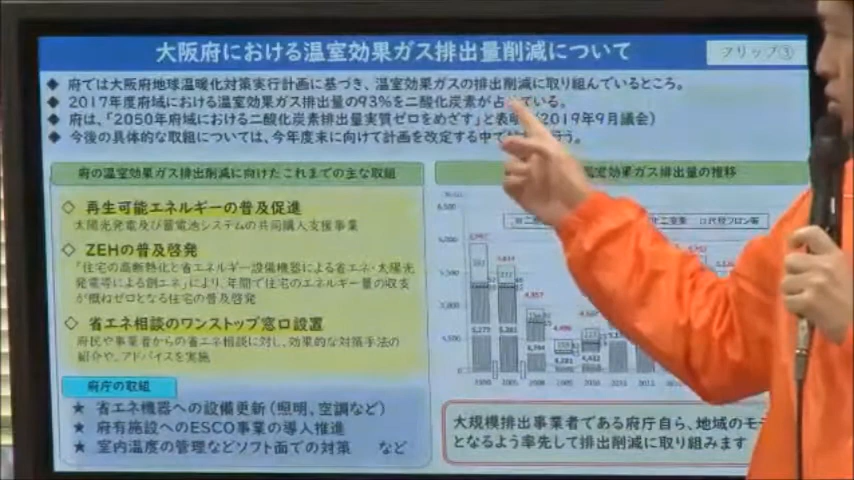 大阪府における温室効果ガス排出量削減について
フリップ③
◆ 府では大阪府地球温暖化対策実行計画に基づき、温室効果ガスの排出削減に取り組んでいるところ。
◆ 2017年度府域における温室効果ガス排出量の93%を二酸化炭素が占めている。
◆ 府は、「2050年府域における二酸化炭素排出量実質ゼロをめざす」と表明(2019年9月議会)
◆ 今後の具体的な取組については、今年度末に向けて計画を改定する中で
府の温室効果ガス排出削減に向けたこれまでの主な取組
◇ 再生可能エネルギーの普及促進
太陽光発電及び蓄電池システムの共同購入支援事業
◇ ZEHの普及啓発
「住宅の高断熱化と省エネルギー設備機器による省エネ・太陽光
発電等による創エネ」により、年間で住宅のエネルギー量の収支
が概ねゼロとなる住宅の普及啓発
◇ 省エネ相談のワンストップ窓口設置
府民や事業者からの省エネ相談に対し、効果的な対策手法の
紹介や、アドバイスを実施
府庁の取組
★ 省エネ機器への設備更新(照明、空調など)
★ 府有施設へのESCO事業の導入推進
★ 室内温度の管理などソフト面での対策 など
温室効果ガス排出量の推移
大規模排出事業者である府庁自ら、地域のモデ
となるよう率先して排出削減に取り組みます